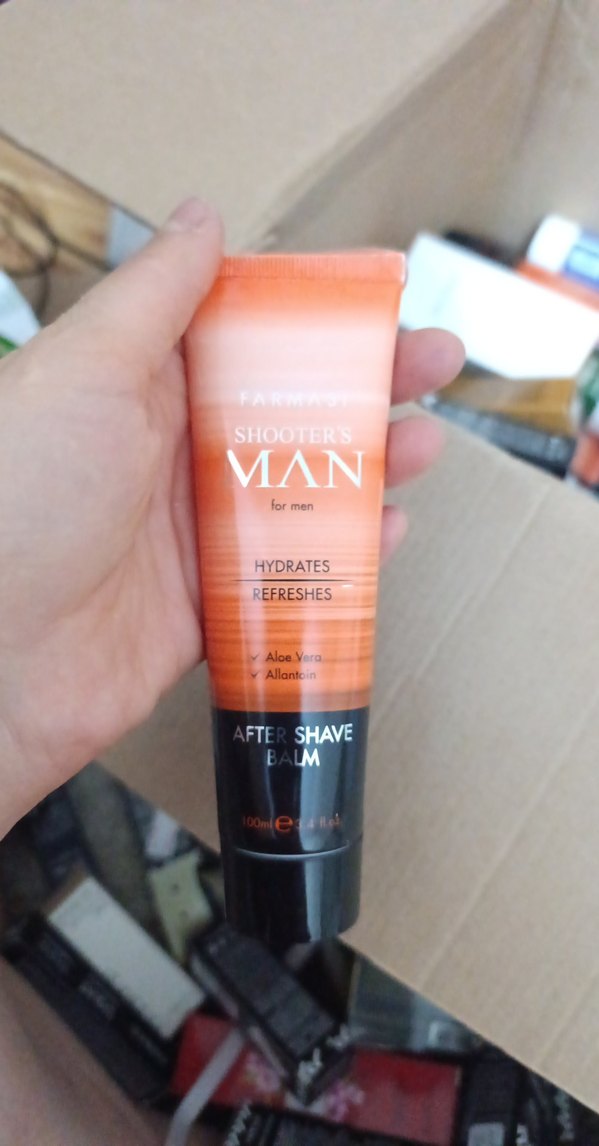 FARMASI
SHOOTER'S
MAN
for men
HYDRATES
REFRESHES
✓ Aloe Vera
✓ Allantoin
AFTER SHAVE
BALM
100ml ℮ 3.4 fl.oz